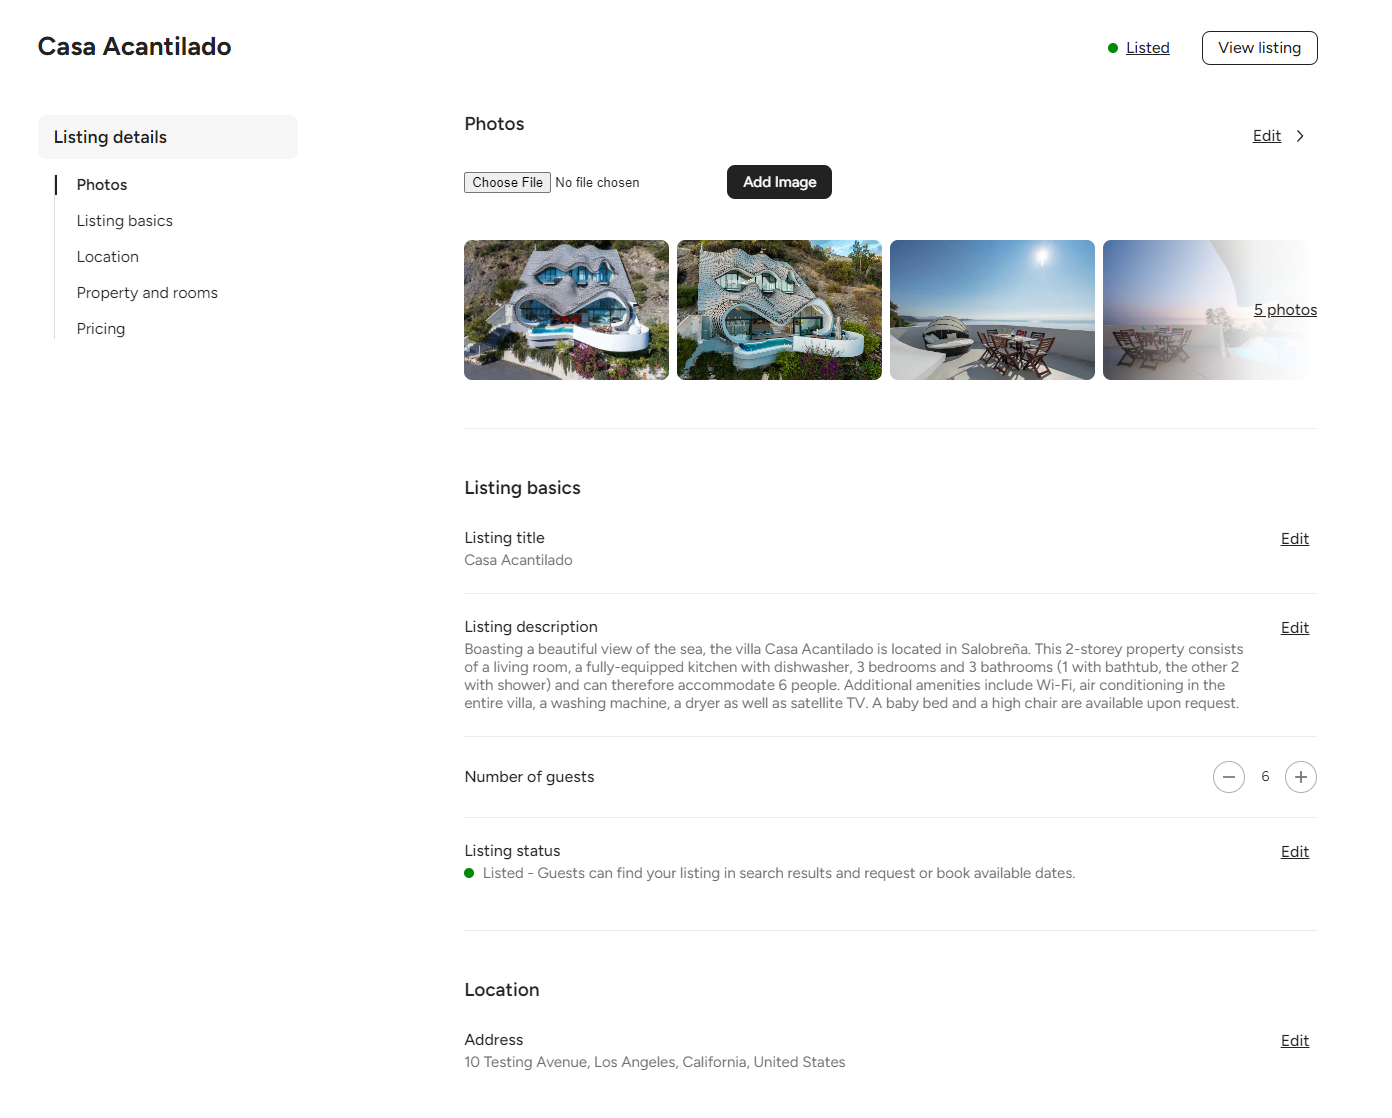 Casa Acantilado
Listed
View listing
Listing details
Photos
Listing basics
Location
Property and rooms
Pricing
Photos
Edit
Choose File No file chosen
Add Image
5 photos
Listing basics
Listing title
Edit
Casa Acantilado
Listing description
Edit
Boasting a beautiful view of the sea, the villa Casa Acantilado is located in Salobreña. This 2-storey property consists
of a living room, a fully-equipped kitchen with dishwasher, 3 bedrooms and 3 bathrooms (1 with bathtub, the other 2
with shower) and can therefore accommodate 6 people. Additional amenities include Wi-Fi, air conditioning in the
entire villa, a washing machine, a dryer as well as satellite TV. A baby bed and a high chair are available upon request.
Number of guests
6
Listing status
Edit
Listed - Guests can find your listing in search results and request or book available dates.
Location
Address
Edit
10 Testing Avenue, Los Angeles, California, United States